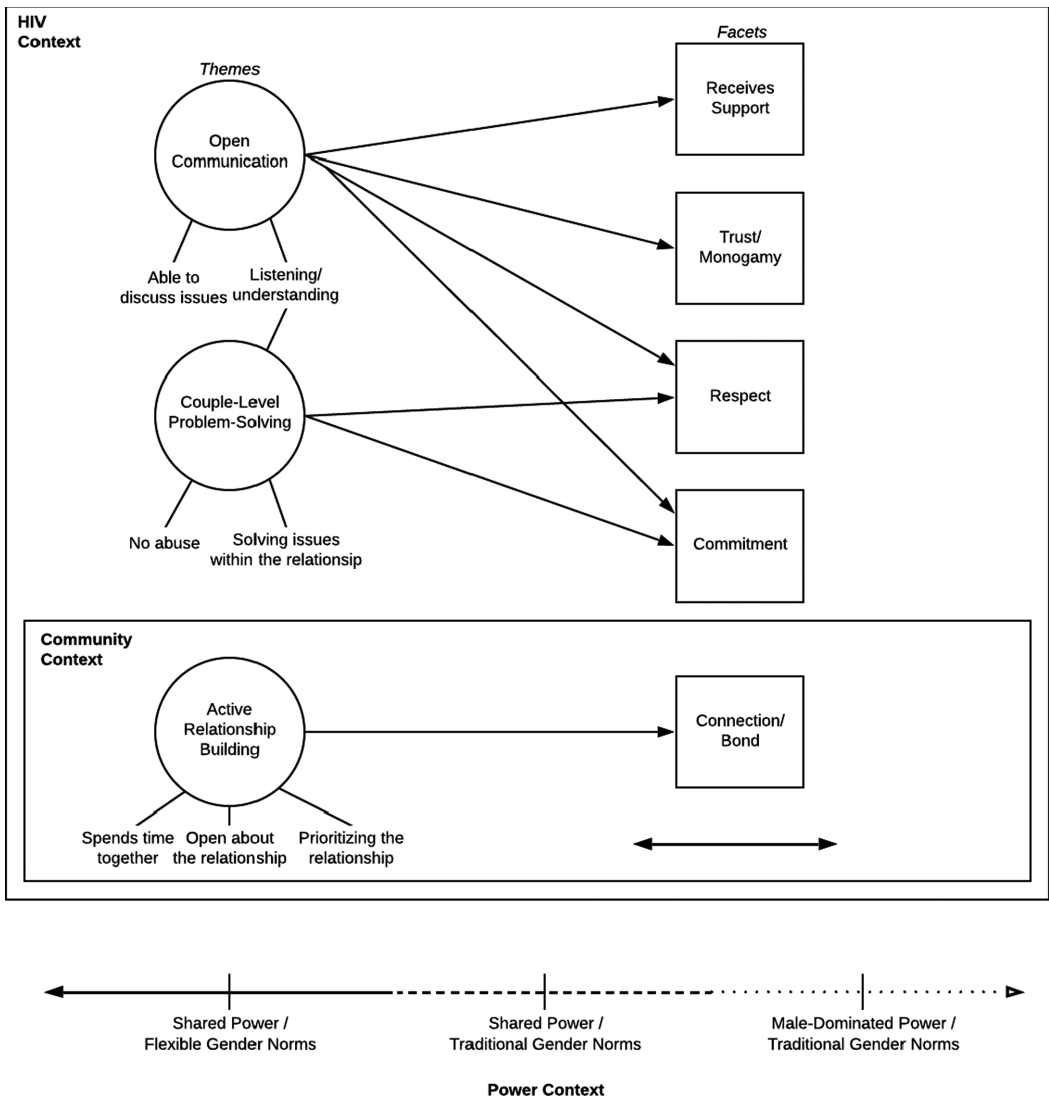 HIV
Context
Themes
Facets
Open
Communication
Receives
Support
Trust/
Monogamy
Able to
discuss issues
Listening/
understanding
Couple-Level
Problem-Solving
Respect
No abuse
Solving issues
within the relationsip
Commitment
Community
Context
Active
Relationship
Building
Connection/
Bond
Spends time
together
Open about
the relationship
Prioritizing the
relationship
Shared Power /
Flexible Gender Norms
Shared Power /
Traditional Gender Norms
Male-Dominated Power /
Traditional Gender Norms
Power Context